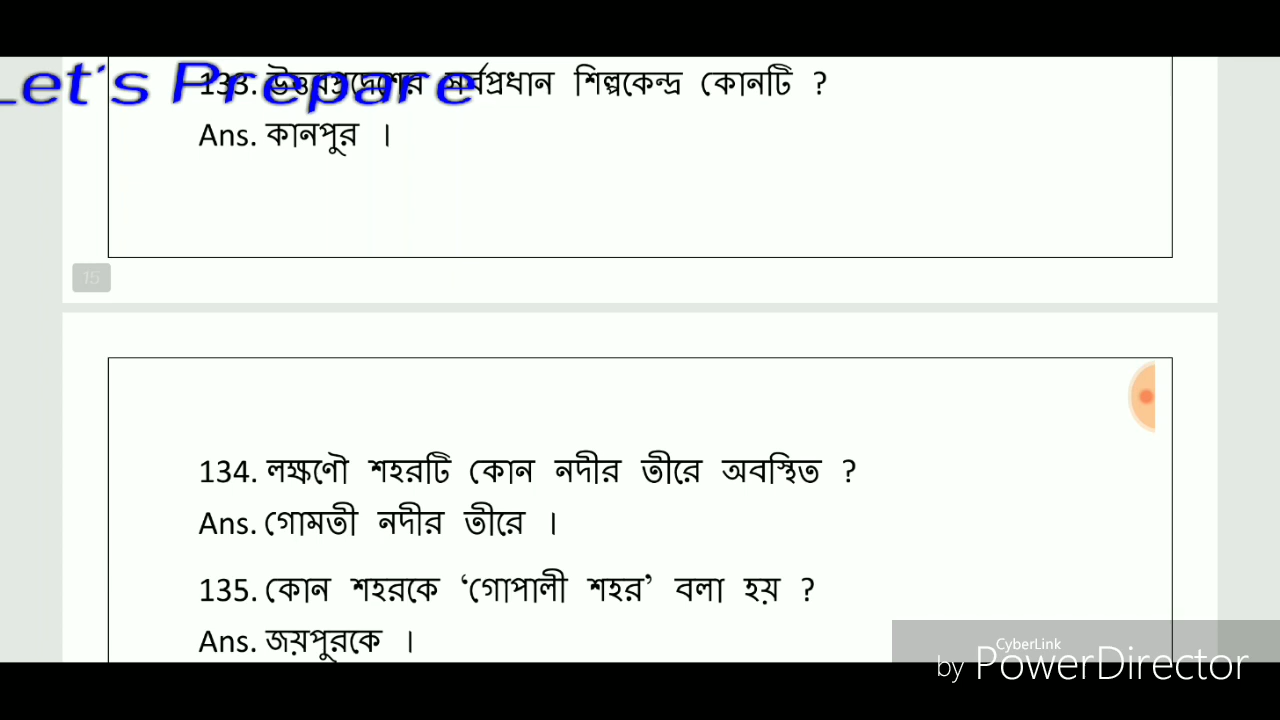 Let's Prepare
133. উত্তরপ্রদেশের সর্বপ্রধান শিল্পকেন্দ্র কোনটি ?
Ans. কানপুর ।
15
134. লক্ষণৌ শহরটি কোন নদীর তীরে অবস্থিত ?
Ans. গোমতী নদীর তীরে ।
135. কোন শহরকে ‘গোপালী শহর’ বলা হয় ?
Ans. জয়পুরকে ।
CyberLink
by PowerDirector